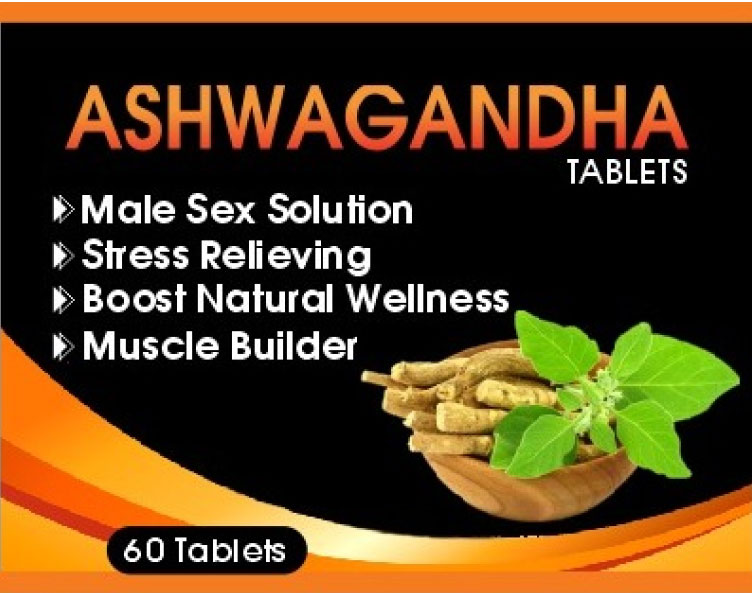 ASHWAGANDHA
TABLETS
Male Sex Solution
Stress Relieving
Boost Natural Wellness
Muscle Builder
60 Tablets